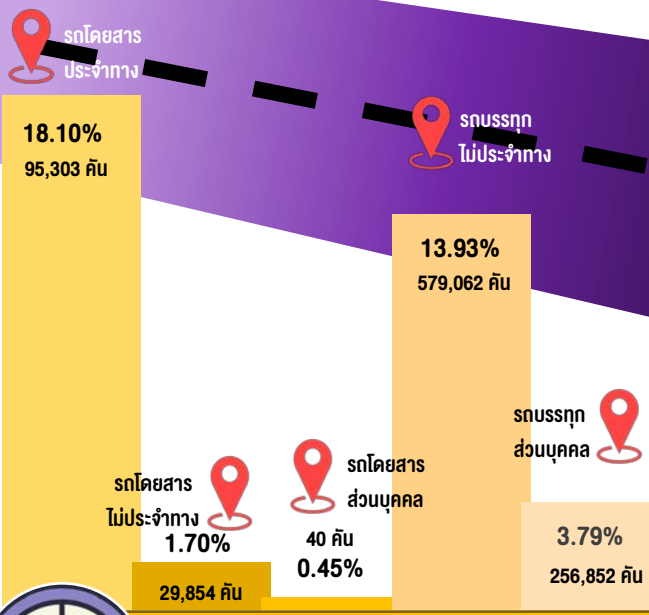 รถโดยสาร
ประจำทาง
18.10%
95,303 คัน
รถโดยสาร
ไม่ประจำทาง
1.70%
29,854 คัน
รถโดยสาร
ส่วนบุคคล
40 คัน
0.45%
รถบรรทุก
ไม่ประจำทาง
13.93%
579,062 คัน
รถบรรทุก
ส่วนบุคคล
3.79%
256,852 คัน